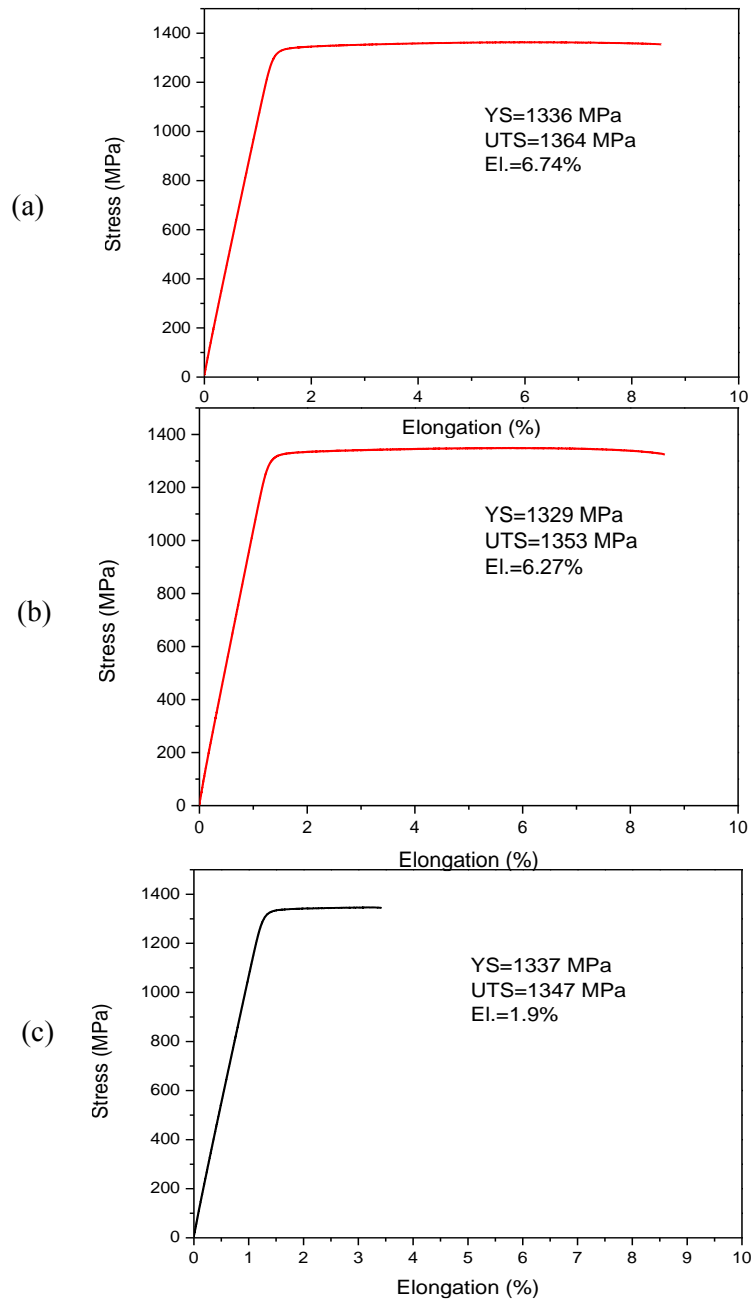 (a)
Stress (MPa)
1400
1200
1000
800
600
400
200
0
YS=1336 MPa
UTS=1364 MPa
El.=6.74%
0 2 4 6 8 10
Elongation (%)
(b)
Stress (MPa)
1400
1200
1000
800
600
400
200
0
YS=1329 MPa
UTS=1353 MPa
El.=6.27%
0 2 4 6 8 10
Elongation (%)
(c)
Stress (MPa)
1400
1200
1000
800
600
400
200
0
YS=1337 MPa
UTS=1347 MPa
El.=1.9%
0 1 2 3 4 5 6 7 8 9 10
Elongation (%)